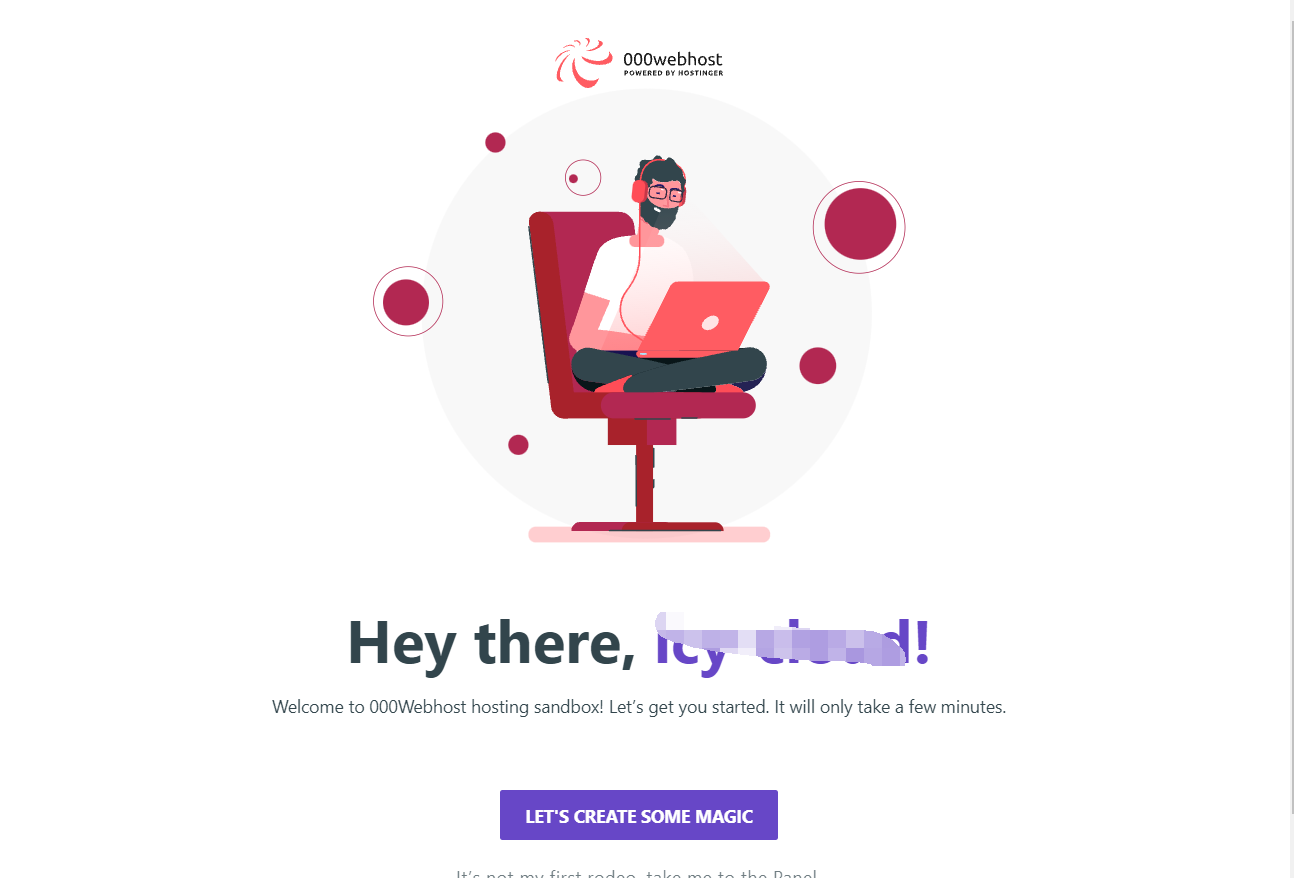 000webhost
POWERED BY HOSTINGER
Hey there,
Welcome to 000Webhost hosting sandbox! Let's get you started. It will only take a few minutes.
LET'S CREATE SOME MAGIC
It's not my first rodeo, take me to the Panel